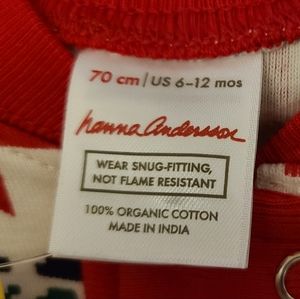 70 cm | US 6-12 mos
hanna andersson
WEAR SNUG-FITTING,
NOT FLAME RESISTANT
100% ORGANIC COTTON
MADE IN INDIA